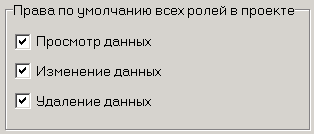 Права по умолчанию всех ролей в проекте
Просмотр данных
Изменение данных
Удаление данных